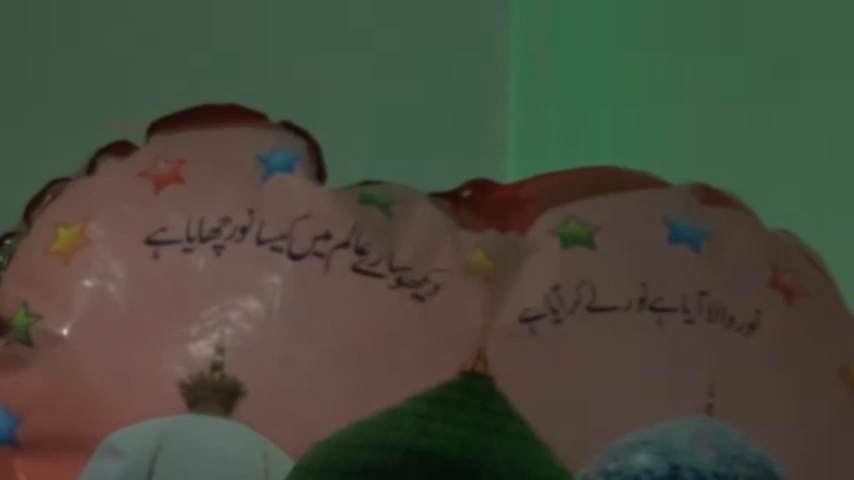 نور والا آیا ہے نور لے کر آیا ہے
دیکھو سارے عالم میں کیسا نور چھایا ہے